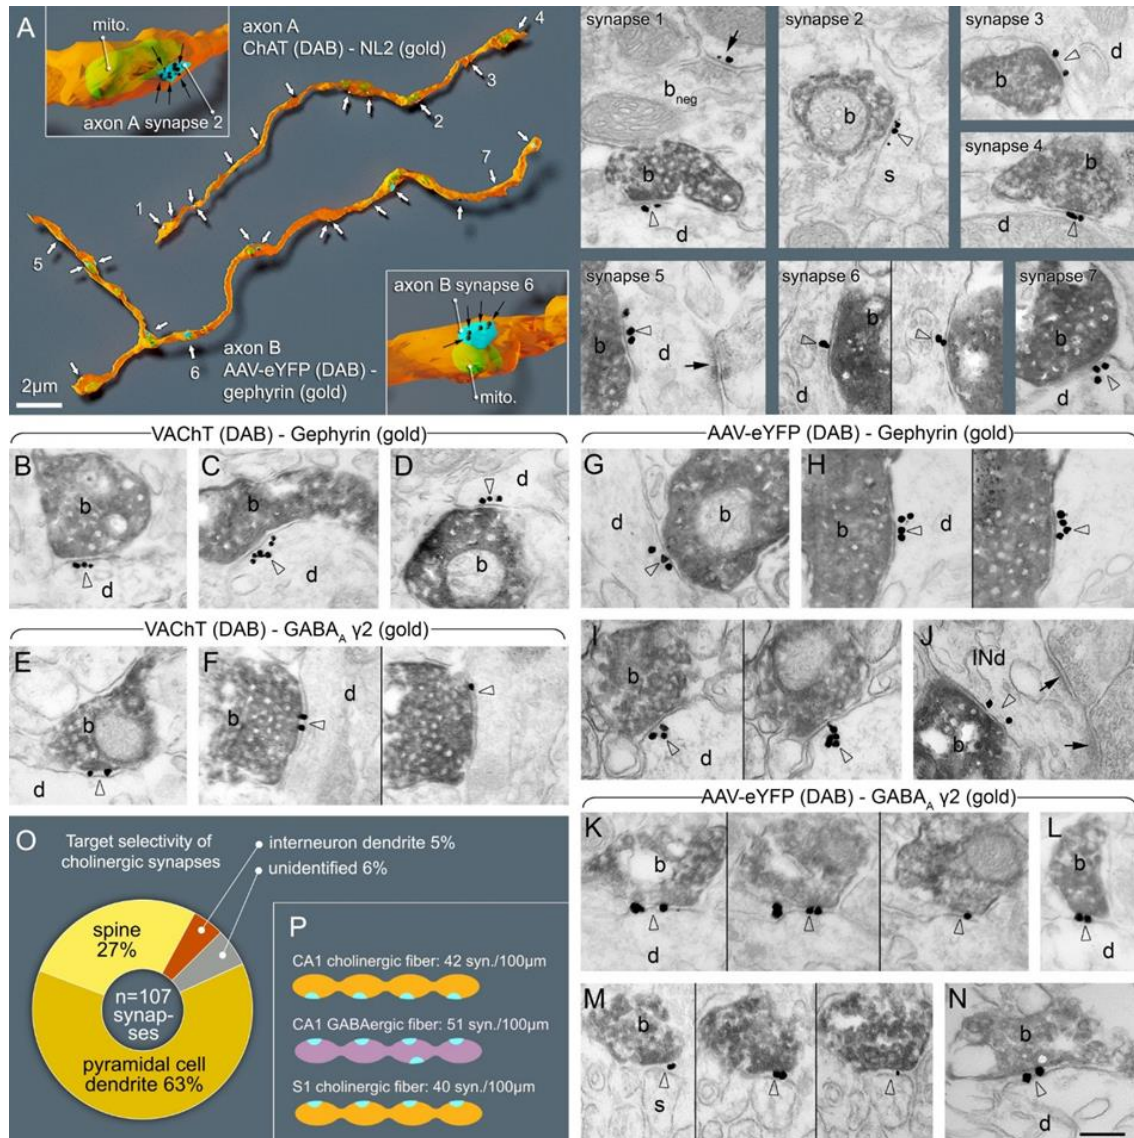 A
mito.
axon A synapse 2
axon A
ChAT (DAB) - NL2 (gold)
4
3
2
1
7
5
6
axon B
AAV-eYFP (DAB) -
gephyrin (gold)
axon B synapse 6
mito.
2µm
synapse 1
b neg
b
d
synapse 2
b
s
synapse 3
b
d
synapse 4
b
d
synapse 5
b
d
synapse 6
b
d
synapse 7
b
d
VAChT (DAB) - Gephyrin (gold)
B
b
d
C
b
d
D
d
b
VAChT (DAB) - GABA A γ2 (gold)
E
b
d
F
b
d
AAV-eYFP (DAB) - Gephyrin (gold)
G
d
b
H
b
d
I
b
d
J
INd
b
AAV-eYFP (DAB) - GABA A γ2 (gold)
K
b
d
L
b
d
M
b
s
N
b
d
O
Target selectivity of
cholinergic synapses
interneuron dendrite 5%
unidentified 6%
spine
27%
n=107
synap-
ses
pyramidal cell
dendrite 63%
P
CA1 cholinergic fiber: 42 syn./100µm
CA1 GABAergic fiber: 51 syn./100µm
S1 cholinergic fiber: 40 syn./100µm